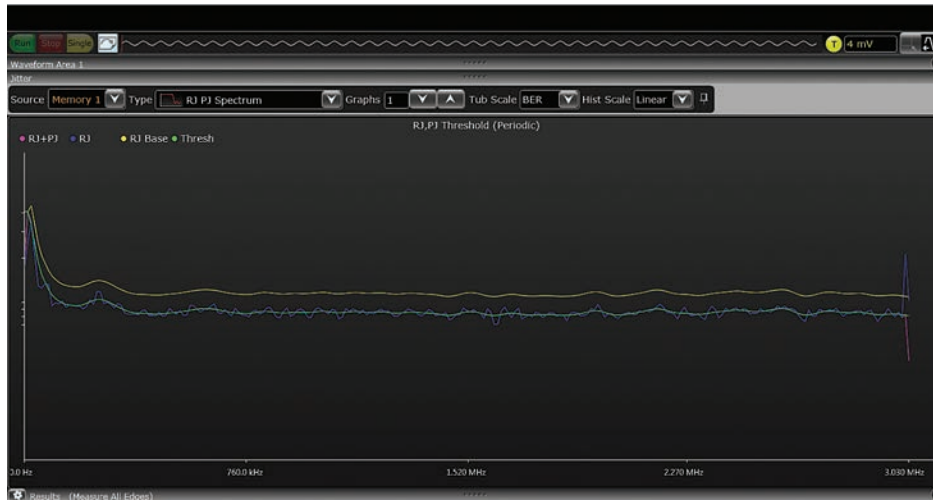 Run Stop Single T 4 mV
Waveform Area 1
Jitter
Source Memory 1 Type RJ PJ Spectrum Graphs 1 Tub Scale BER Hist Scale Linear
RJ,PJ Threshold (Periodic)
RJ+PJ RJ RJ Base Thresh
0.0 Hz 760.0 kHz 1.520 MHz 2.270 MHz 3.030 MHz
Results (Measure All Edges)